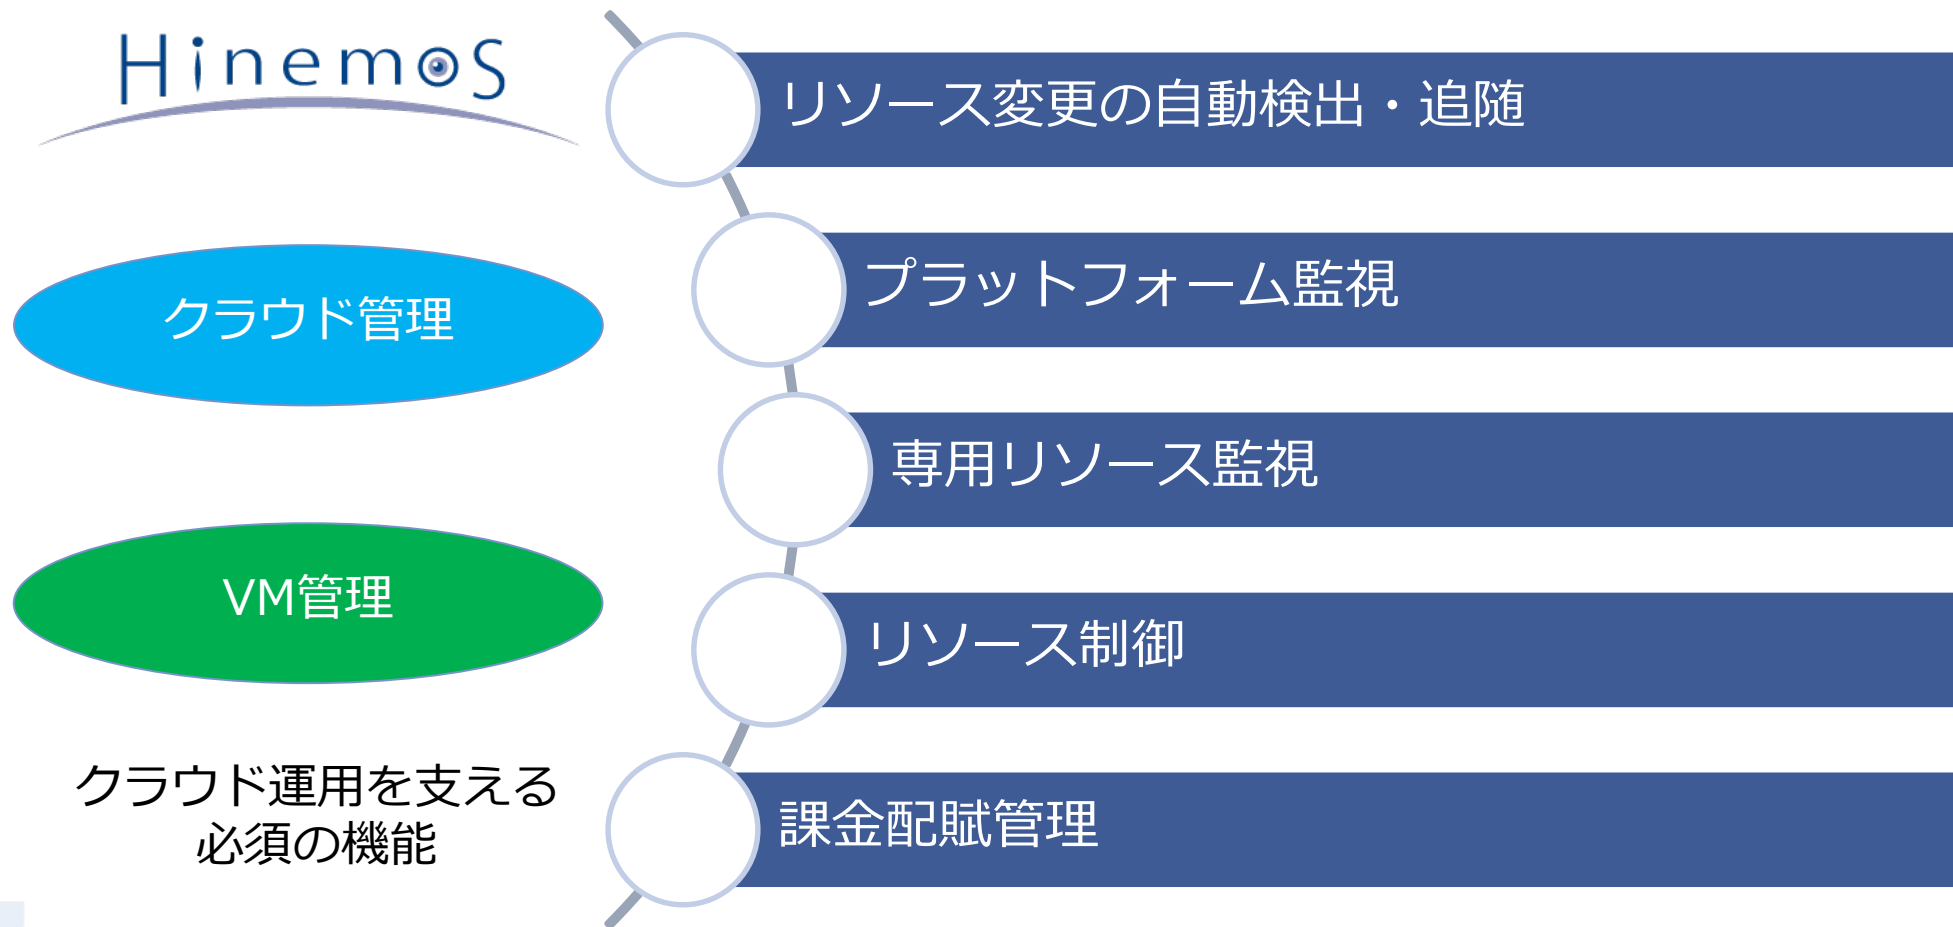 Hinemos
クラウド管理
VM管理
クラウド運用を支える
必須の機能
リソース変更の自動検出・追随
プラットフォーム監視
専用リソース監視
リソース制御
課金配賦管理